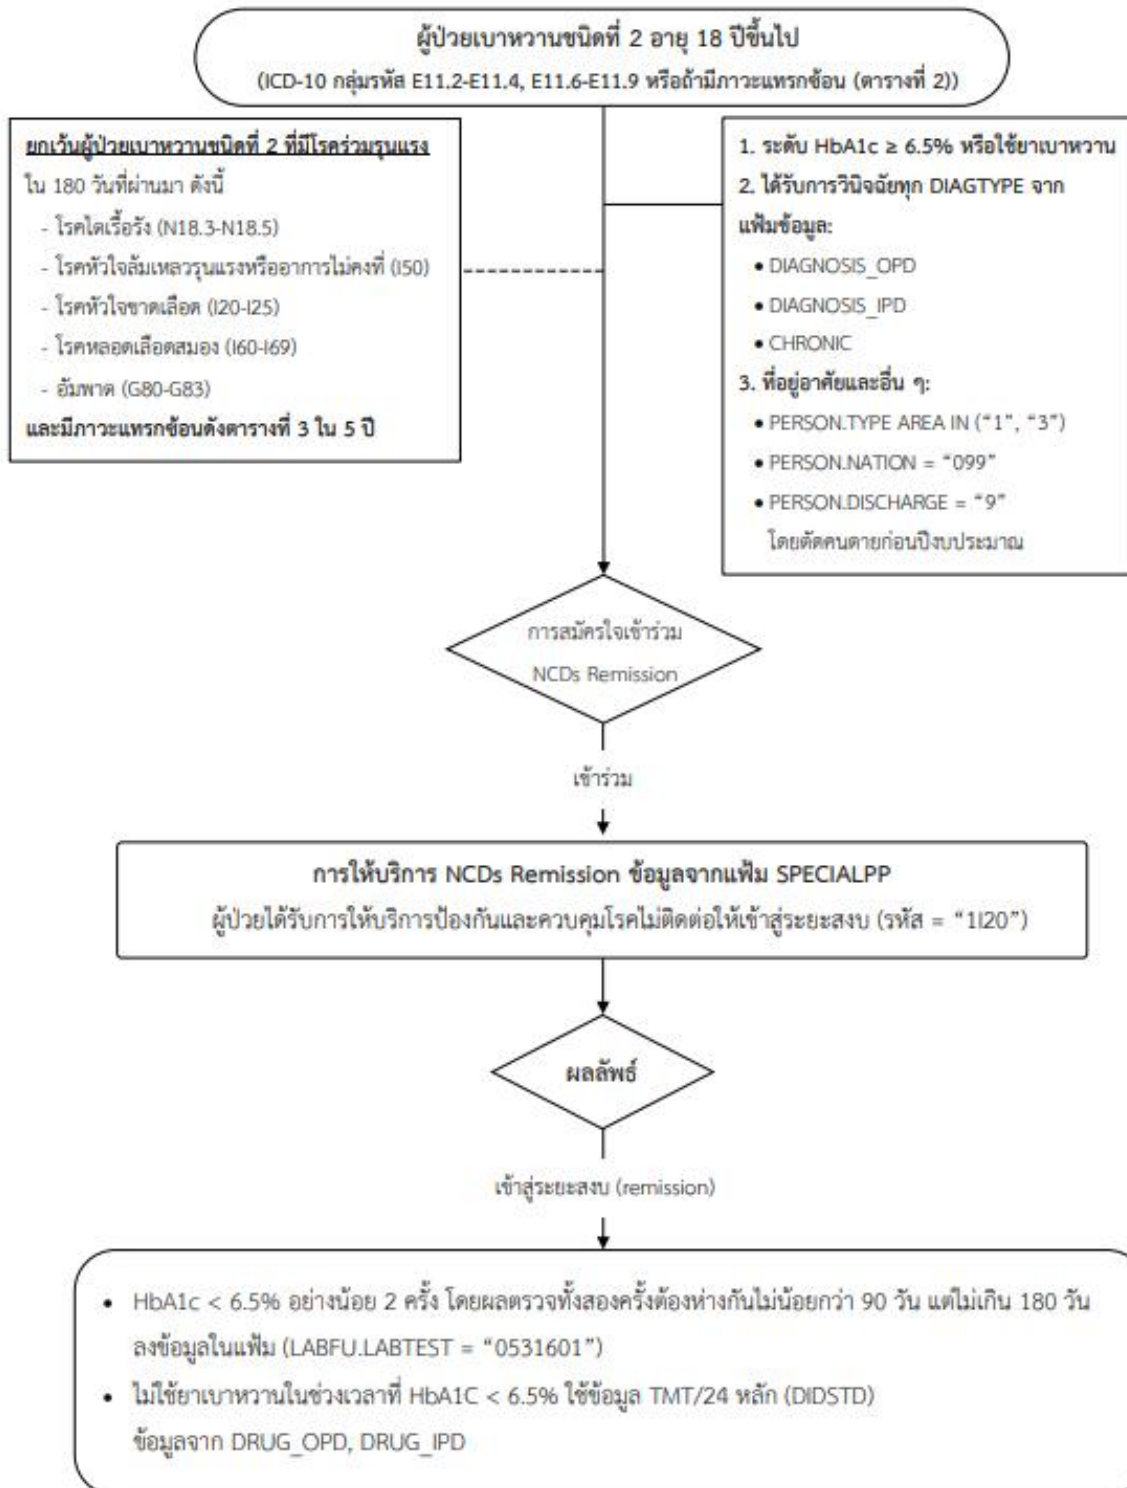 ผู้ป่วยเบาหวานชนิดที่ 2 อายุ 18 ปีขึ้นไป
(ICD-10 กลุ่มรหัส E11.2-E11.4, E11.6-E11.9 หรือถ้ามีภาวะแทรกซ้อน (ตารางที่ 2))
ยกเว้นผู้ป่วยเบาหวานชนิดที่ 2 ที่มีโรคร่วมรุนแรง
ใน 180 วันที่ผ่านมา ดังนี้
- โรคไตเรื้อรัง (N18.3-N18.5)
- โรคหัวใจล้มเหลวรุนแรงหรืออาการไม่คงที่ (I50)
- โรคหัวใจขาดเลือด (I20-I25)
- โรคหลอดเลือดสมอง (I60-I69)
- อัมพาต (G80-G83)
และมีภาวะแทรกซ้อนดังตารางที่ 3 ใน 5 ปี
1. ระดับ HbA1c ≥ 6.5% หรือใช้ยาเบาหวาน
2. ได้รับการวินิจฉัยทุก DIAGTYPE จาก
แฟ้มข้อมูล:
• DIAGNOSIS_OPD
• DIAGNOSIS_IPD
• CHRONIC
3. ที่อยู่อาศัยและอื่น ๆ:
• PERSON.TYPE AREA IN (“1”, “3”)
• PERSON.NATION = “099”
• PERSON.DISCHARGE = “9”
โดยตัดคนตายก่อนปีงบประมาณ
การสมัครใจเข้าร่วม
NCDs Remission
เข้าร่วม
การให้บริการ NCDs Remission ข้อมูลจากแฟ้ม SPECIALPP
ผู้ป่วยได้รับการให้บริการป้องกันและควบคุมโรคไม่ติดต่อให้เข้าสู่ระยะสงบ (รหัส = “1I20”)
ผลลัพธ์
เข้าสู่ระยะสงบ (remission)
• HbA1c < 6.5% อย่างน้อย 2 ครั้ง โดยผลตรวจทั้งสองครั้งต้องห่างกันไม่น้อยกว่า 90 วัน แต่ไม่เกิน 180 วัน
ลงข้อมูลในแฟ้ม (LABFU.LABTEST = “0531601”)
• ไม่ใช้ยาเบาหวานในช่วงเวลาที่ HbA1C < 6.5% ใช้ข้อมูล TMT/24 หลัก (DIDSTD)
ข้อมูลจาก DRUG_OPD, DRUG_IPD